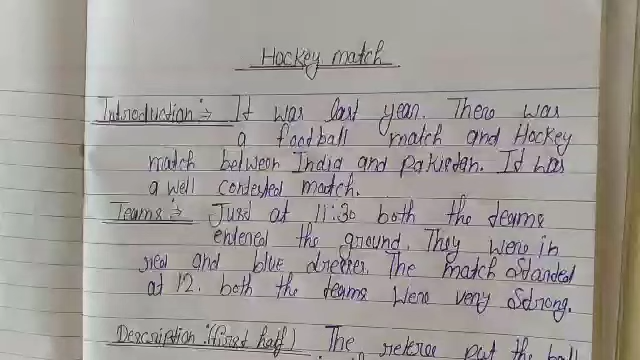 Hockey match
Introduction :→ It was last year. There was
a football match and Hockey
match between India and pakistan. It was
a well contested match.
Teams :→ Just at 11:30 both the teams
entered the ground. They were in
red and blue dresses. The match Started
at 12. both the teams were very Strong.
Description :(first half) The referee put the ball